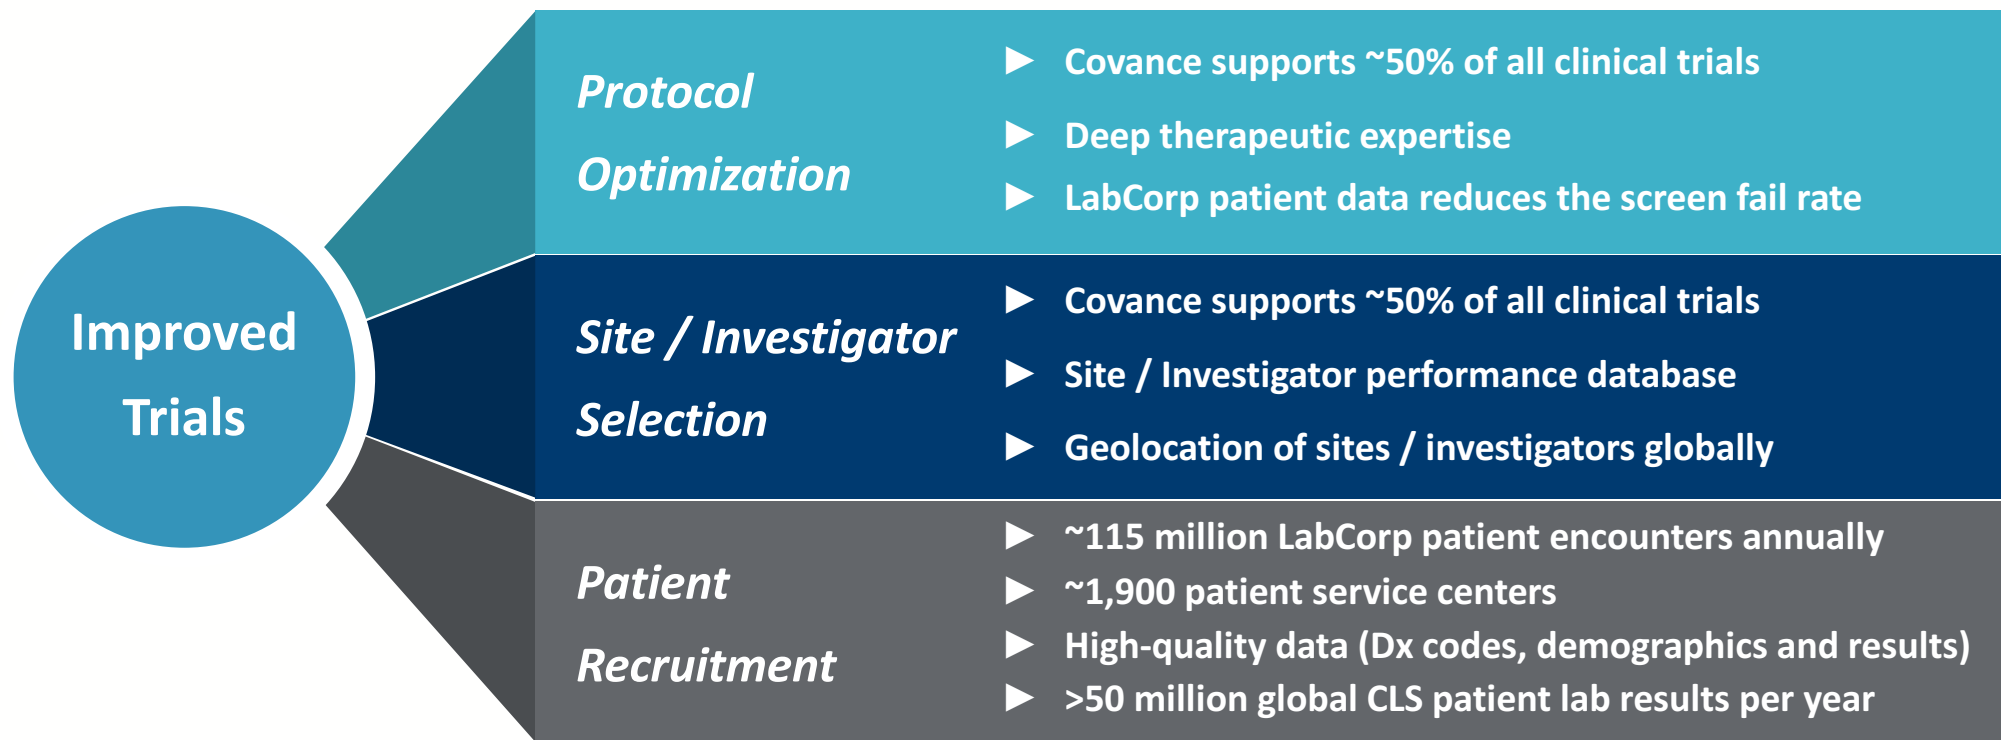 Improved
Trials
Protocol
Optimization
► Covance supports ~50% of all clinical trials
► Deep therapeutic expertise
► LabCorp patient data reduces the screen fail rate
Site / Investigator
Selection
► Covance supports ~50% of all clinical trials
► Site / Investigator performance database
► Geolocation of sites / investigators globally
Patient
Recruitment
► ~115 million LabCorp patient encounters annually
► ~1,900 patient service centers
► High-quality data (Dx codes, demographics and results)
► >50 million global CLS patient lab results per year